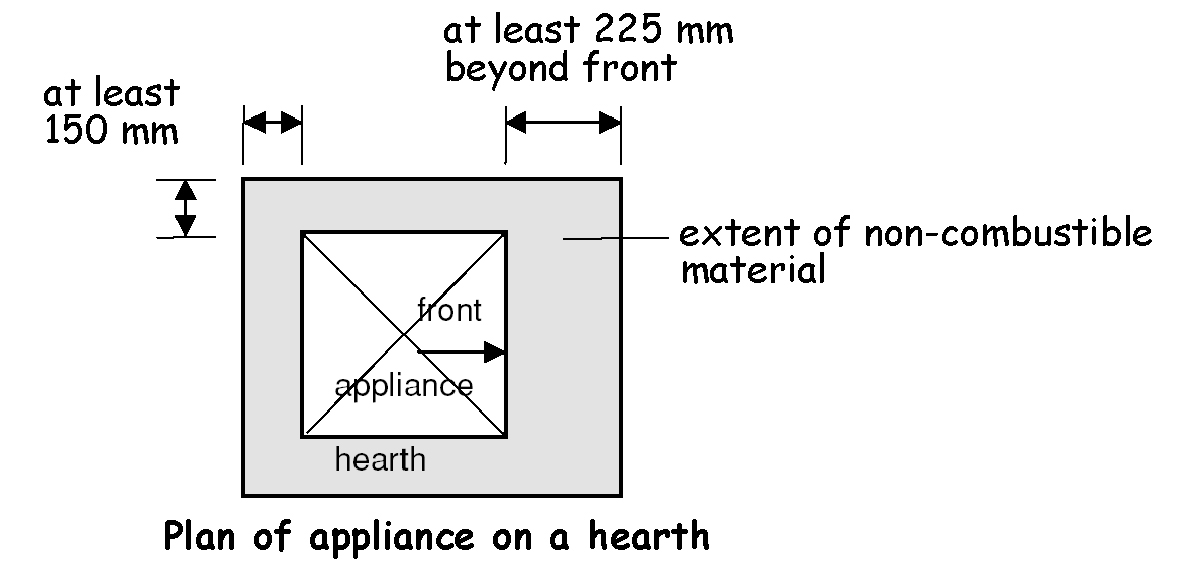 at least 225 mm
beyond front
at least
150 mm
extent of non-combustible
material
front
appliance
hearth
Plan of appliance on a hearth